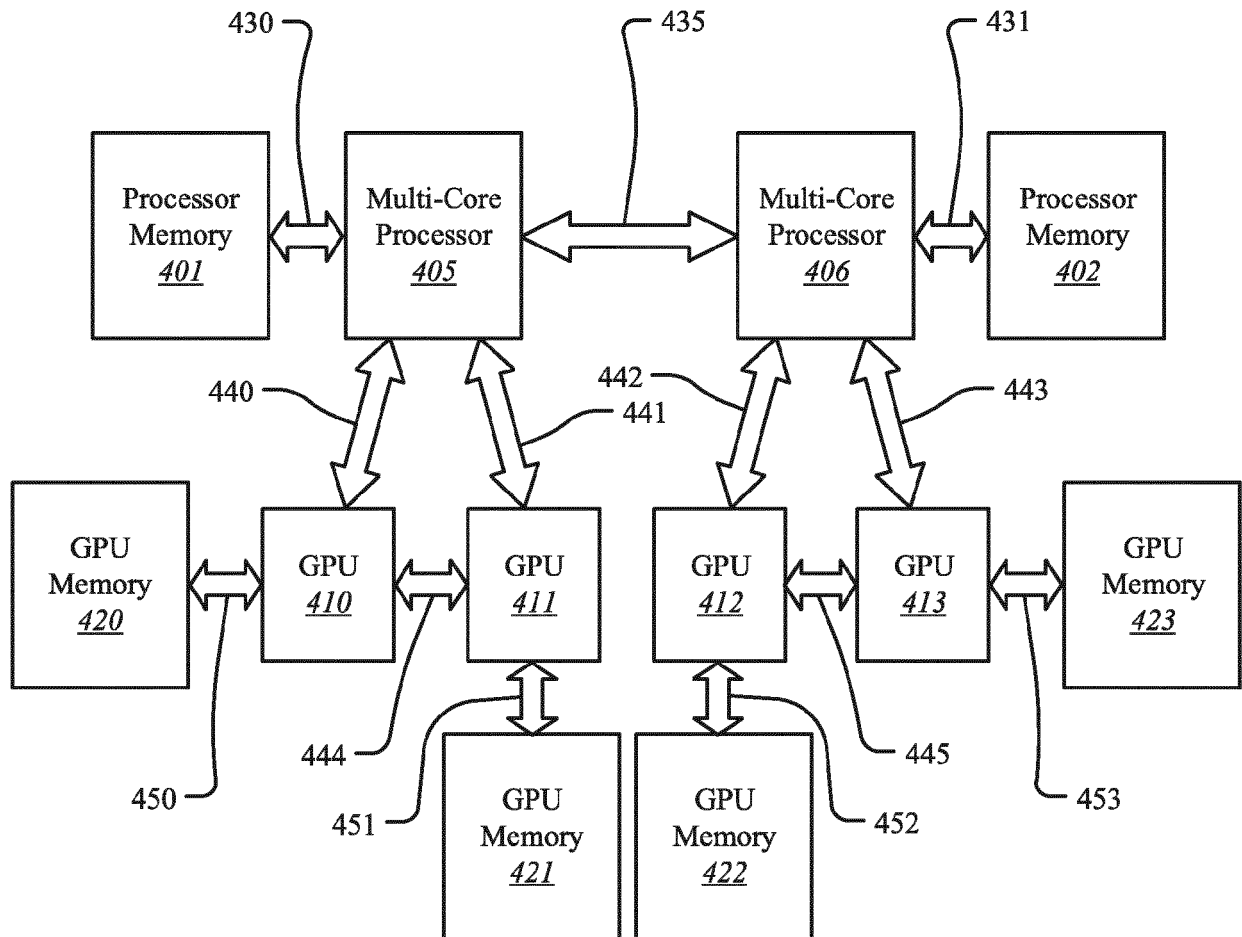 430
435
431
Processor
Memory
401
Multi-Core
Processor
405
Multi-Core
Processor
406
Processor
Memory
402
440
441
442
443
GPU
Memory
420
GPU
410
GPU
411
GPU
412
GPU
413
GPU
Memory
423
450
444
451
445
452
453
GPU
Memory
421
GPU
Memory
422